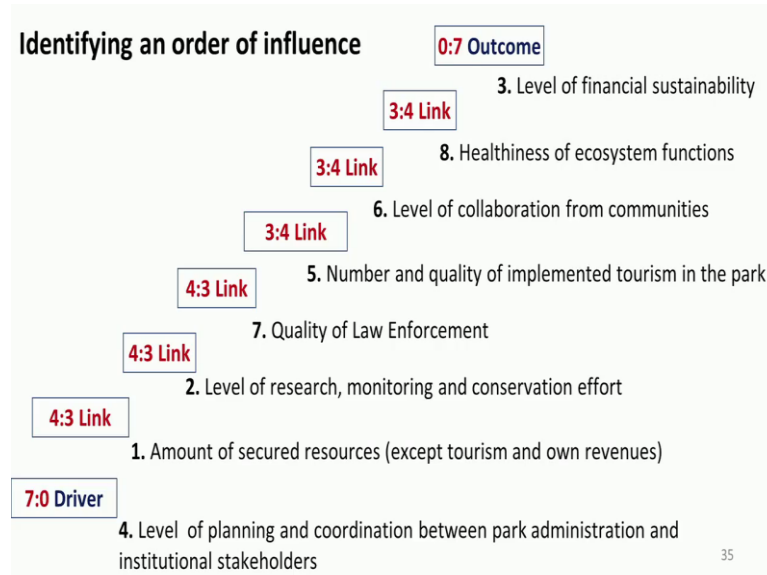 Identifying an order of influence
0:7 Outcome
3. Level of financial sustainability
3:4 Link
8. Healthiness of ecosystem functions
3:4 Link
6. Level of collaboration from communities
3:4 Link
5. Number and quality of implemented tourism in the park
4:3 Link
7. Quality of Law Enforcement
4:3 Link
2. Level of research, monitoring and conservation effort
4:3 Link
1. Amount of secured resources (except tourism and own revenues)
7:0 Driver
4. Level of planning and coordination between park administration and
institutional stakeholders
35